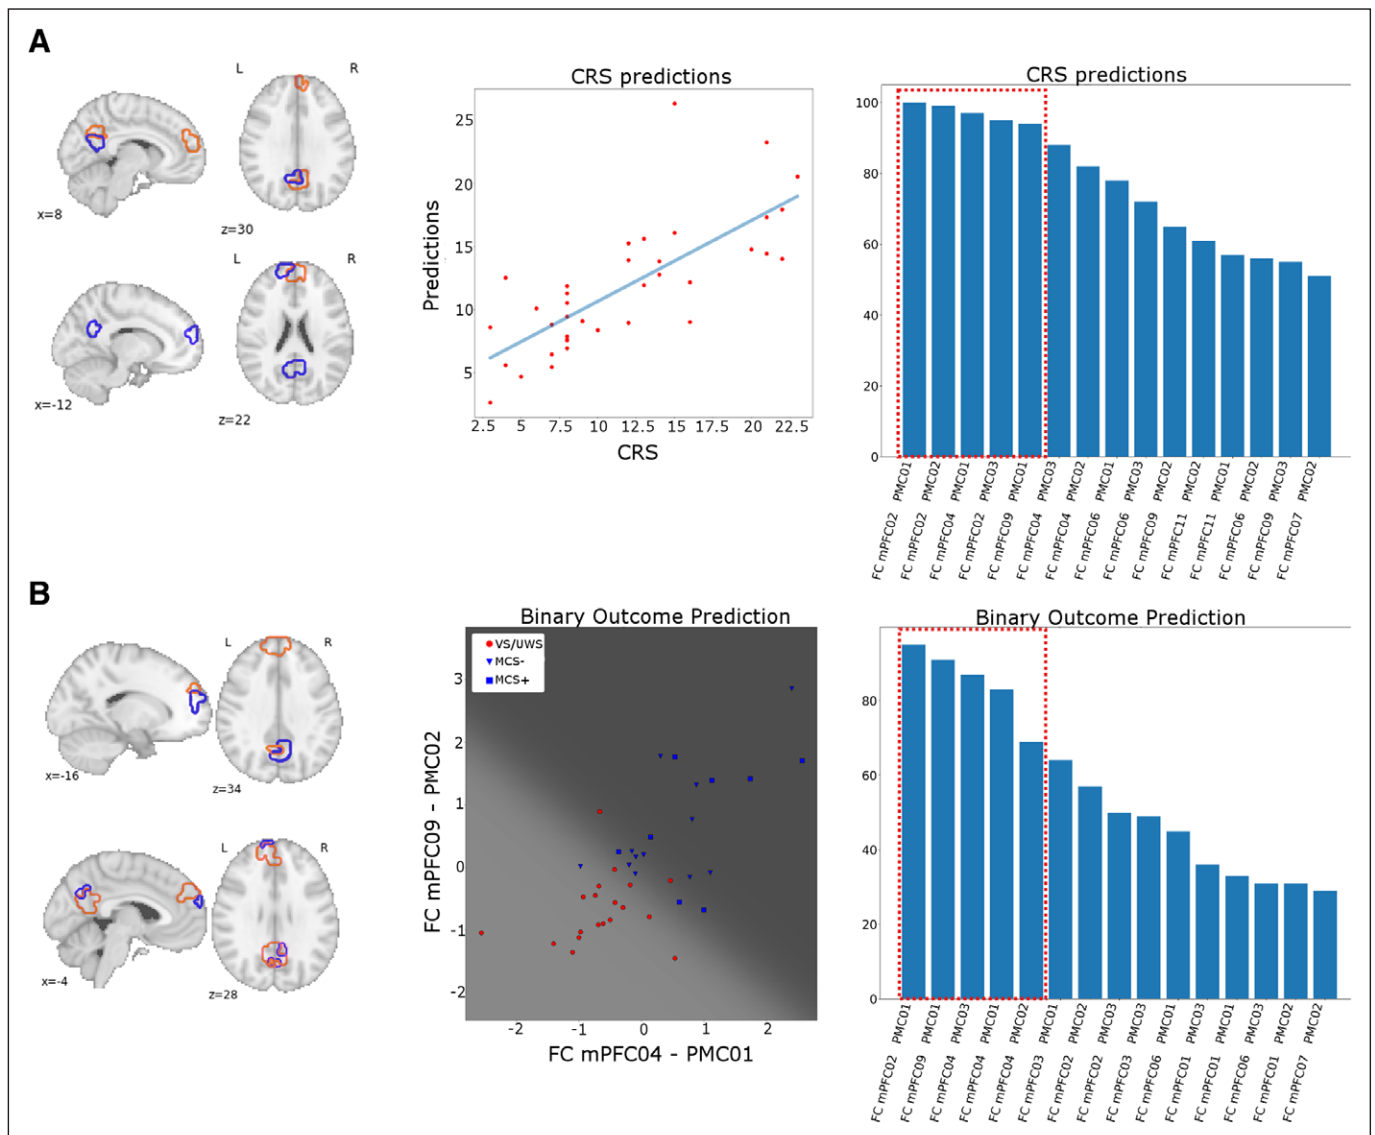 A
L R
x=8
z=30
L R
x=-12
z=22
CRS predictions
Predictions
25
20
15
10
5
2.5 5 7.5 10 12.5 15 17.5 20 22.5
CRS
CRS predictions
100
80
60
40
20
0
FC mPFC02 PMC01
FC mPFC02 PMC02
FC mPFC04 PMC01
FC mPFC02 PMC03
FC mPFC09 PMC01
FC mPFC04 PMC03
FC mPFC04 PMC02
FC mPFC06 PMC01
FC mPFC06 PMC03
FC mPFC09 PMC02
FC mPFC11 PMC02
FC mPFC11 PMC01
FC mPFC06 PMC02
FC mPFC09 PMC03
FC mPFC07 PMC02
B
L R
x=-16
z=34
L R
x=-4
z=28
Binary Outcome Prediction
VS/UWS
MCS-
MCS+
FC mPFC09 - PMC02
3
2
1
0
-1
-2
-2 -1 0 1 2
FC mPFC04 - PMC01
Binary Outcome Prediction
80
60
40
20
0
FC mPFC02 PMC01
FC mPFC09 PMC01
FC mPFC04 PMC03
FC mPFC04 PMC01
FC mPFC04 PMC02
FC mPFC03 PMC01
FC mPFC02 PMC02
FC mPFC02 PMC03
FC mPFC03 PMC03
FC mPFC06 PMC01
FC mPFC01 PMC03
FC mPFC01 PMC01
FC mPFC06 PMC03
FC mPFC01 PMC02
FC mPFC07 PMC02